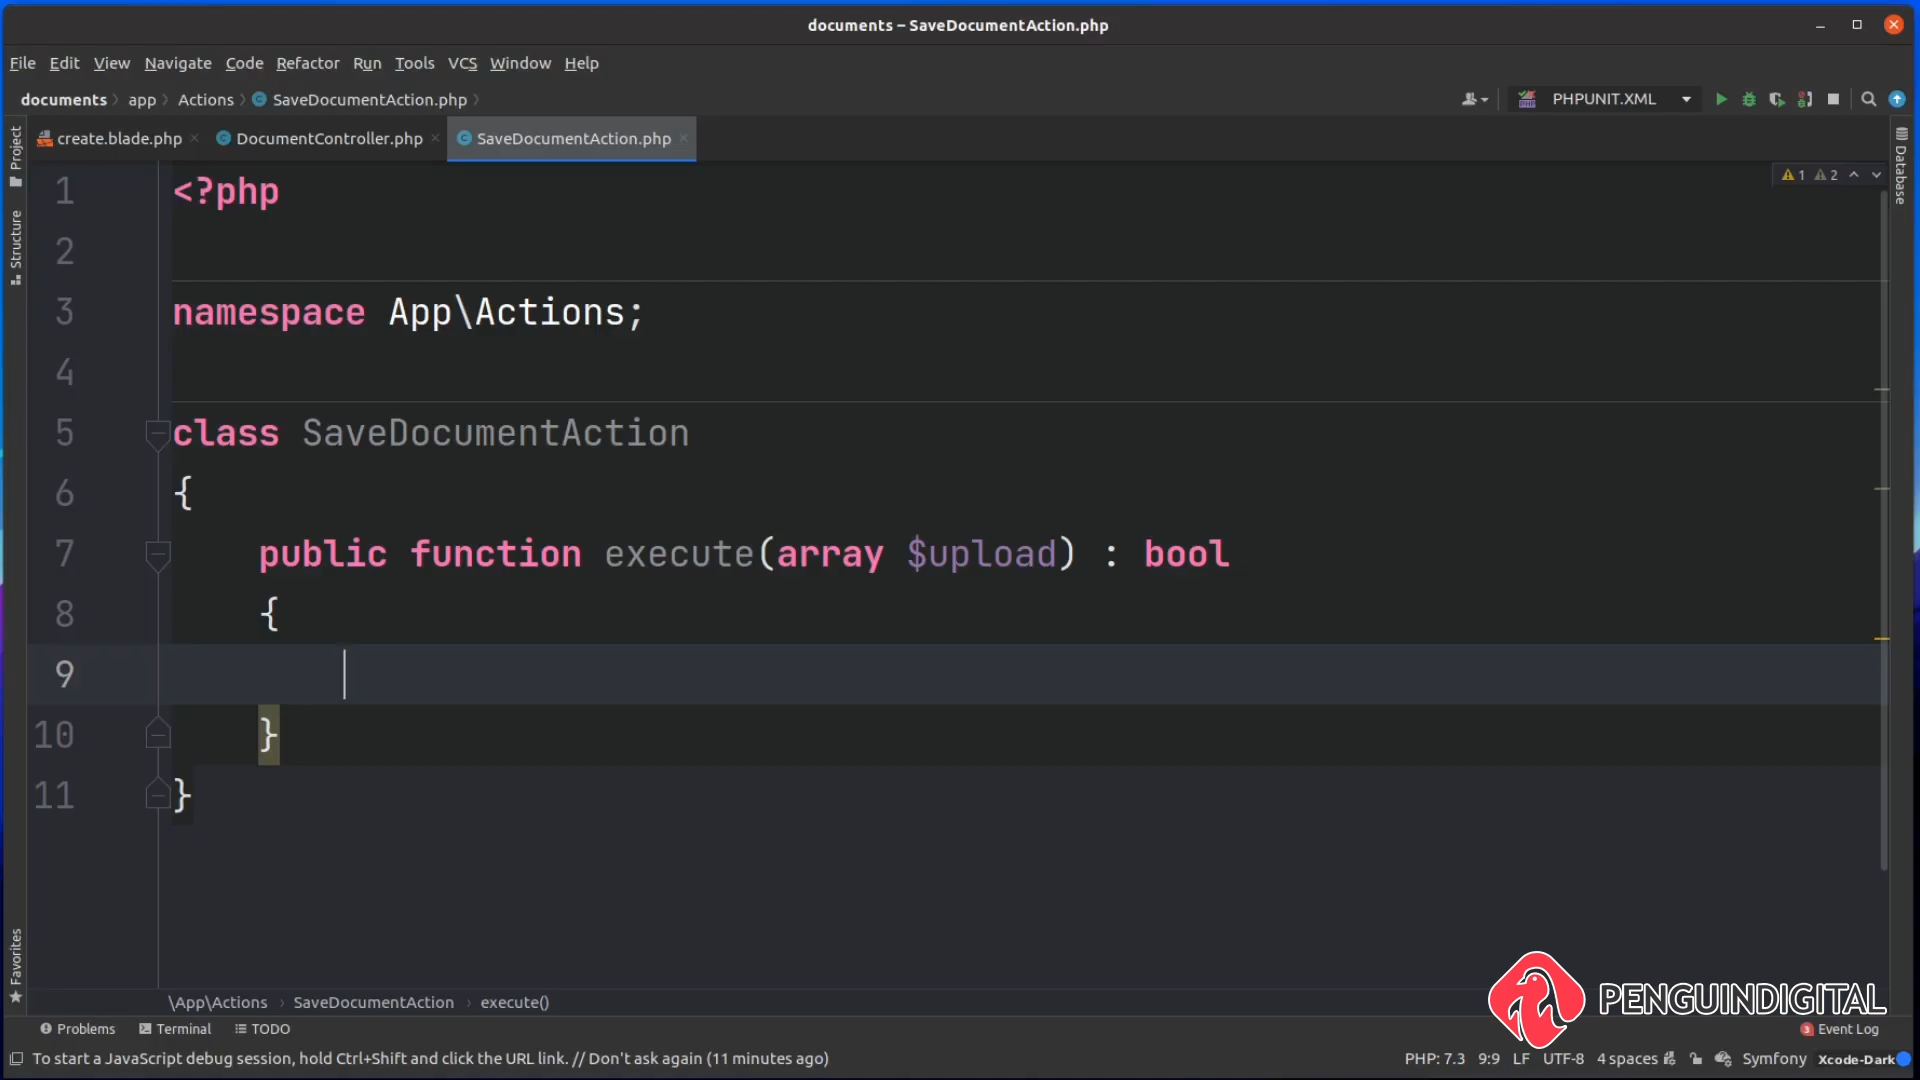 documents – SaveDocumentAction.php
File Edit View Navigate Code Refactor Run Tools VCS Window Help
documents app Actions SaveDocumentAction.php
PHPUNIT.XML
create.blade.php DocumentController.php SaveDocumentAction.php
Project
Structure
Favorites
Database
1 2
1 <?php
2
3 namespace App\Actions;
4
5 class SaveDocumentAction
6 {
7 public function execute(array $upload) : bool
8 {
9
10 }
11 }
\App\Actions › SaveDocumentAction › execute()
PENGUINDIGITAL
Problems Terminal TODO
3 Event Log
To start a JavaScript debug session, hold Ctrl+Shift and click the URL link. // Don't ask again (11 minutes ago)
PHP: 7.3 9:9 LF UTF-8 4 spaces Symfony Xcode-Dark